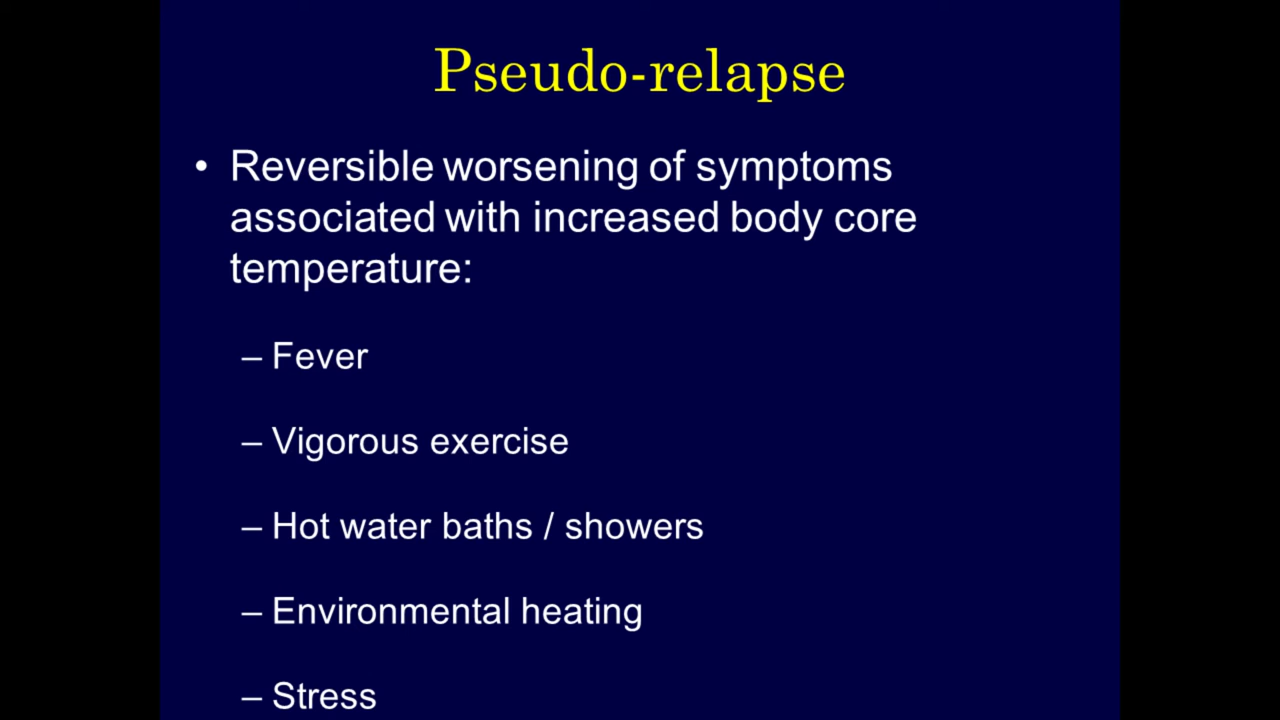 Pseudo-relapse
• Reversible worsening of symptoms
associated with increased body core
temperature:
– Fever
– Vigorous exercise
– Hot water baths / showers
– Environmental heating
– Stress